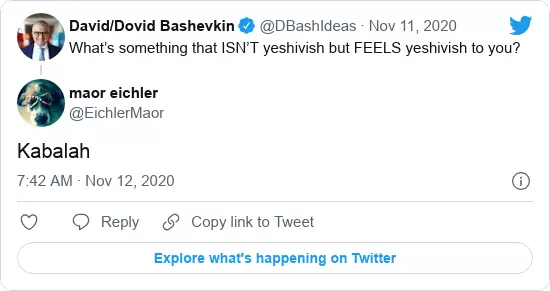 David/Dovid Bashevkin @DBashIdeas · Nov 11, 2020
What’s something that ISN’T yeshivish but FEELS yeshivish to you?
maor eichler
@EichlerMaor
Kabalah
7:42 AM · Nov 12, 2020
Reply Copy link to Tweet
Explore what's happening on Twitter